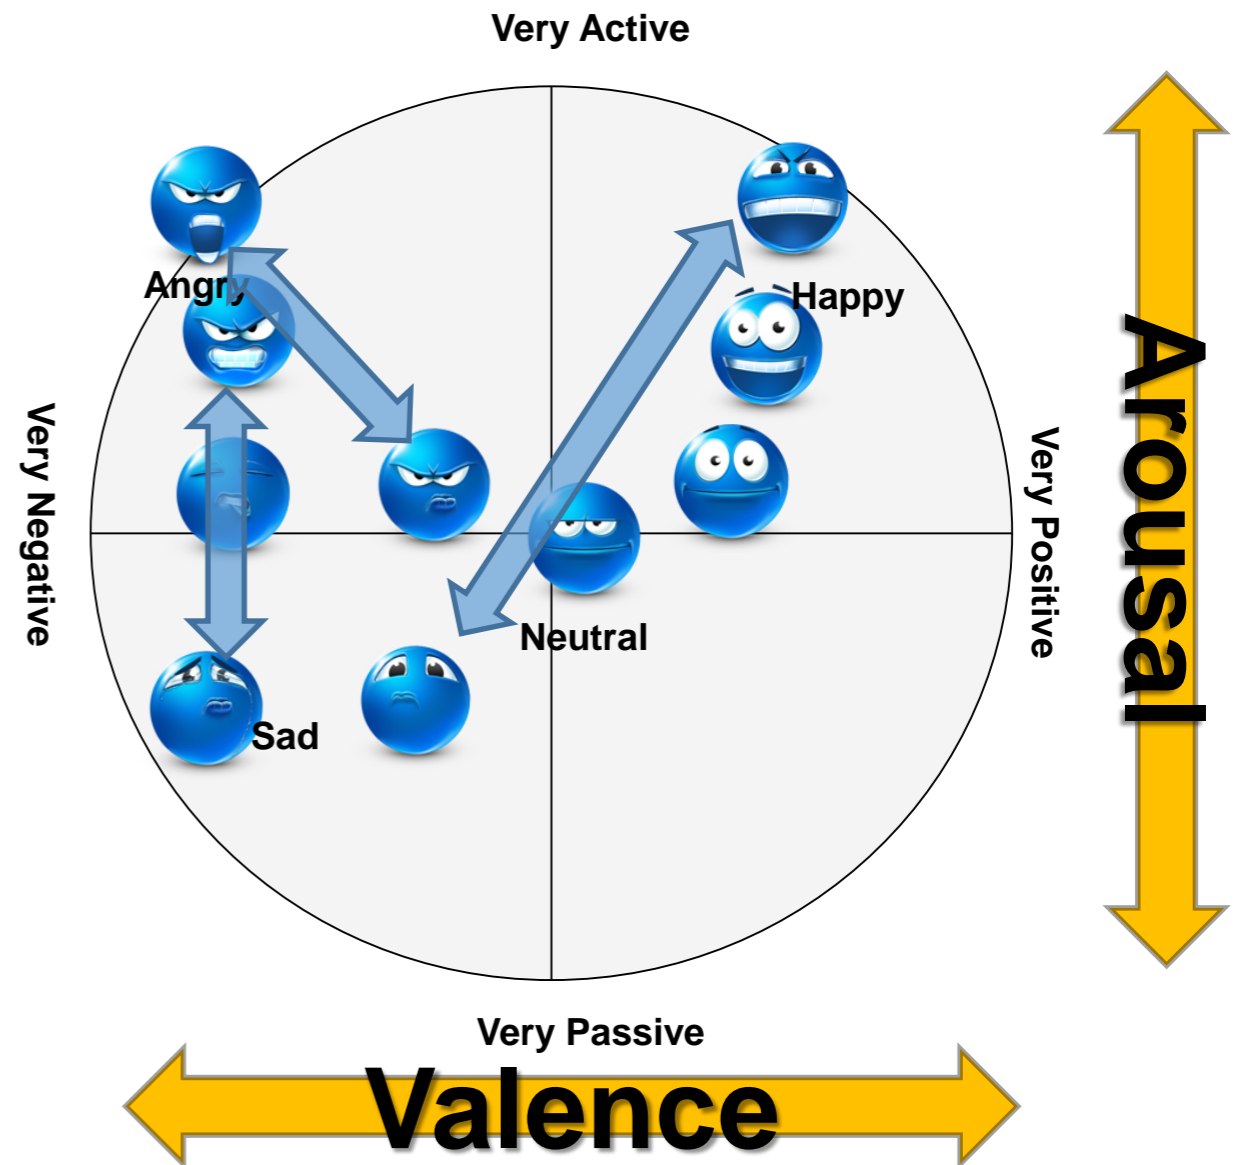 Very Active
Angry
Happy
Very Negative
Very Positive
Arousal
Neutral
Sad
Very Passive
Valence